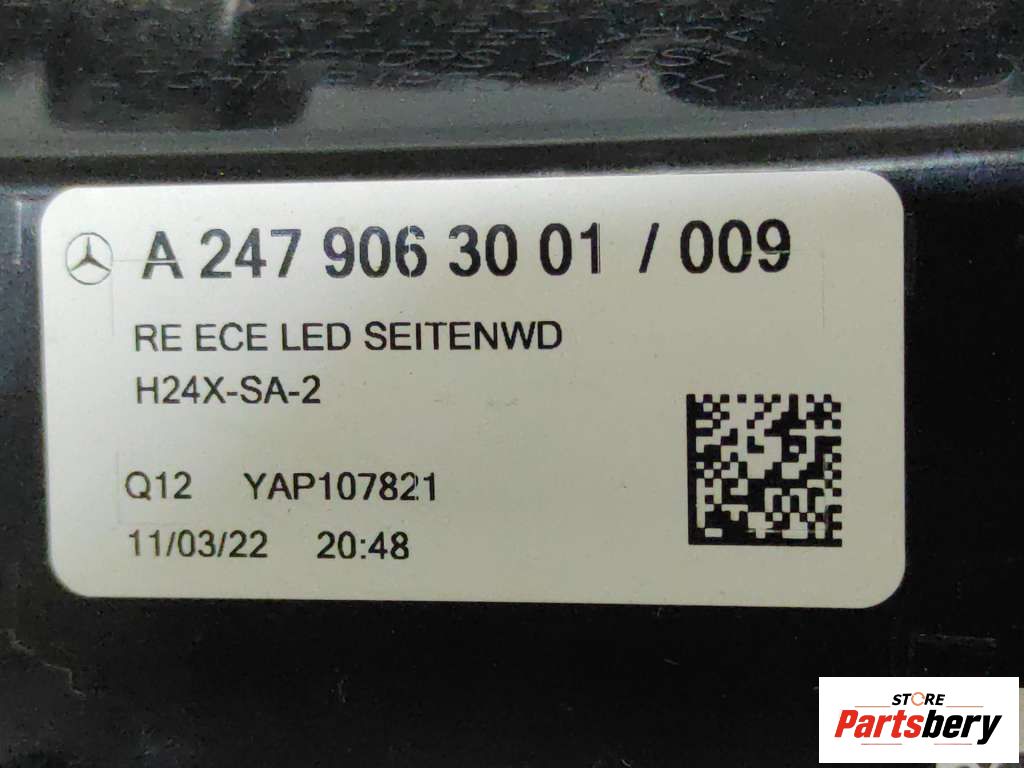 A 247 906 30 01 / 009
RE ECE LED SEITENWD
H24X-SA-2
Q12 YAP107821
11/03/22 20:48
STORE
Partsbery